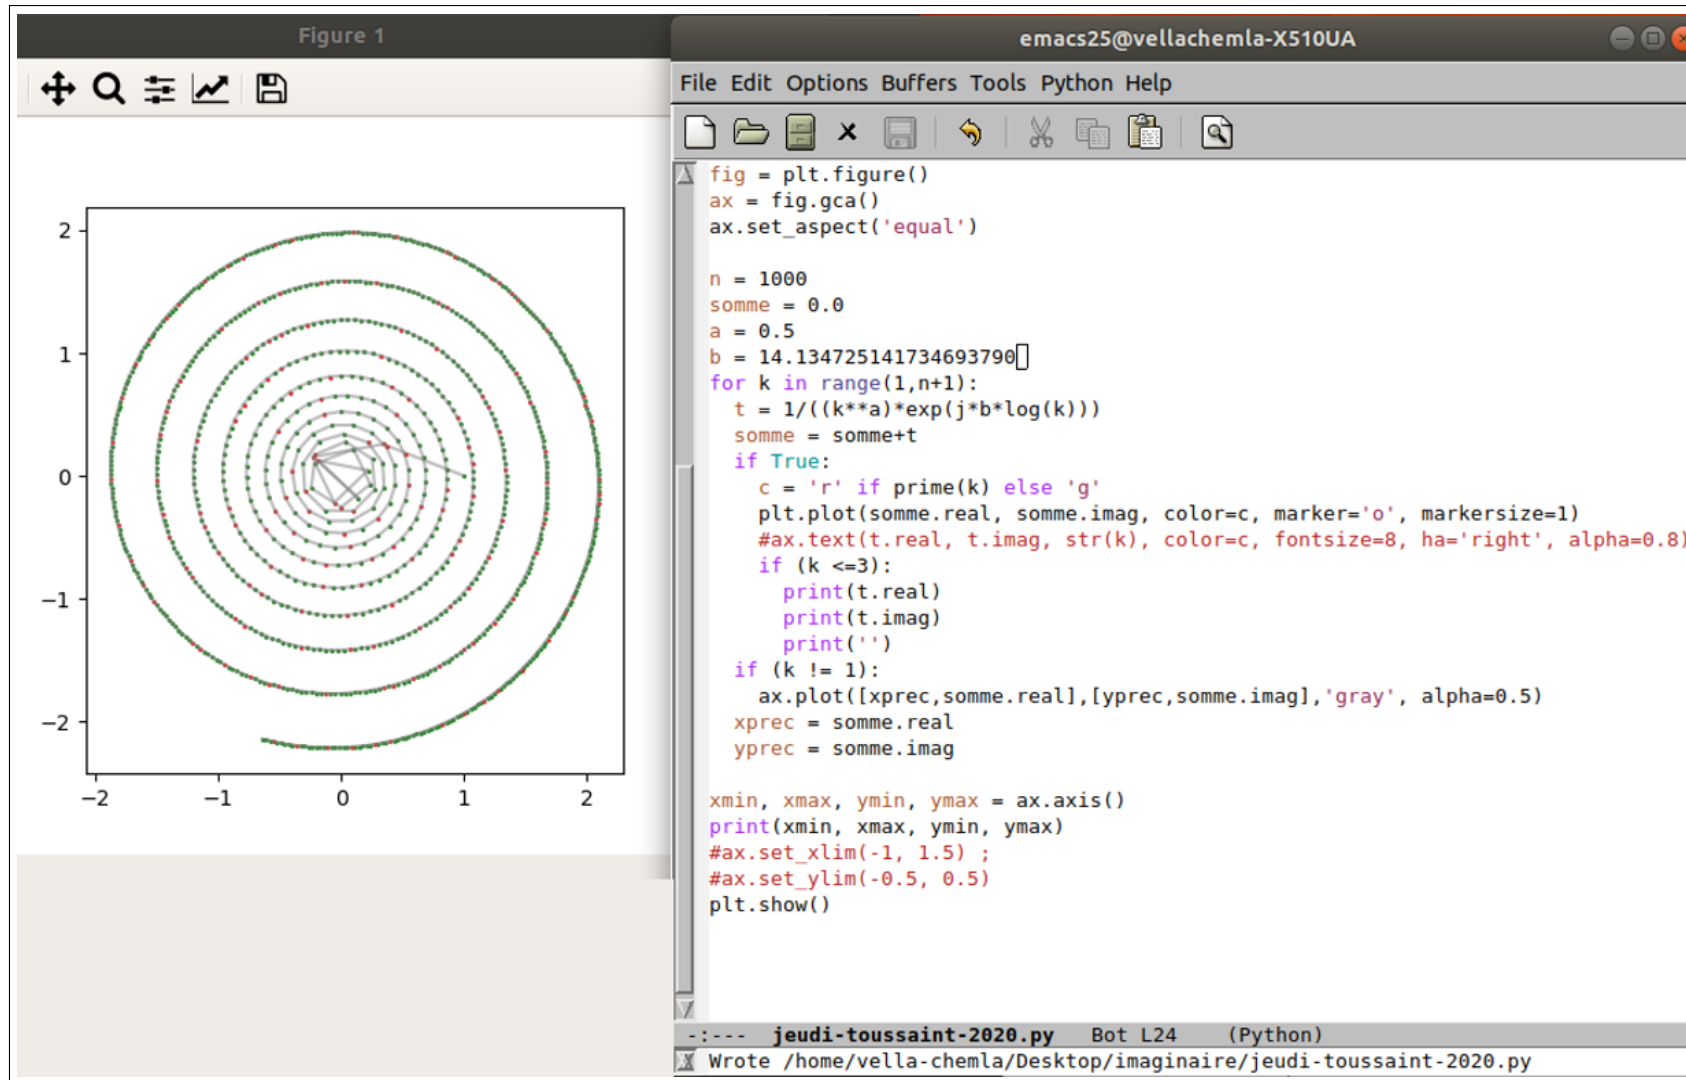 Figure 1
emacs25@vellachemla-X510UA
File Edit Options Buffers Tools Python Help
2
1
0
−1
−2
−2 −1 0 1 2
fig = plt.figure()
ax = fig.gca()
ax.set_aspect('equal')
n = 1000
somme = 0.0
a = 0.5
b = 14.134725141734693790
for k in range(1,n+1):
  t = 1/((k**a)*exp(j*b*log(k)))
  somme = somme+t
  if True:
    c = 'r' if prime(k) else 'g'
    plt.plot(somme.real, somme.imag, color=c, marker='o', markersize=1)
    #ax.text(t.real, t.imag, str(k), color=c, fontsize=8, ha='right', alpha=0.8)
    if (k <=3):
      print(t.real)
      print(t.imag)
      print('')
  if (k != 1):
    ax.plot([xprec,somme.real],[yprec,somme.imag],'gray', alpha=0.5)
  xprec = somme.real
  yprec = somme.imag
xmin, xmax, ymin, ymax = ax.axis()
print(xmin, xmax, ymin, ymax)
#ax.set_xlim(-1, 1.5) ;
#ax.set_ylim(-0.5, 0.5)
plt.show()
-:--- jeudi-toussaint-2020.py Bot L24 (Python)
Wrote /home/vella-chemla/Desktop/imaginaire/jeudi-toussaint-2020.py